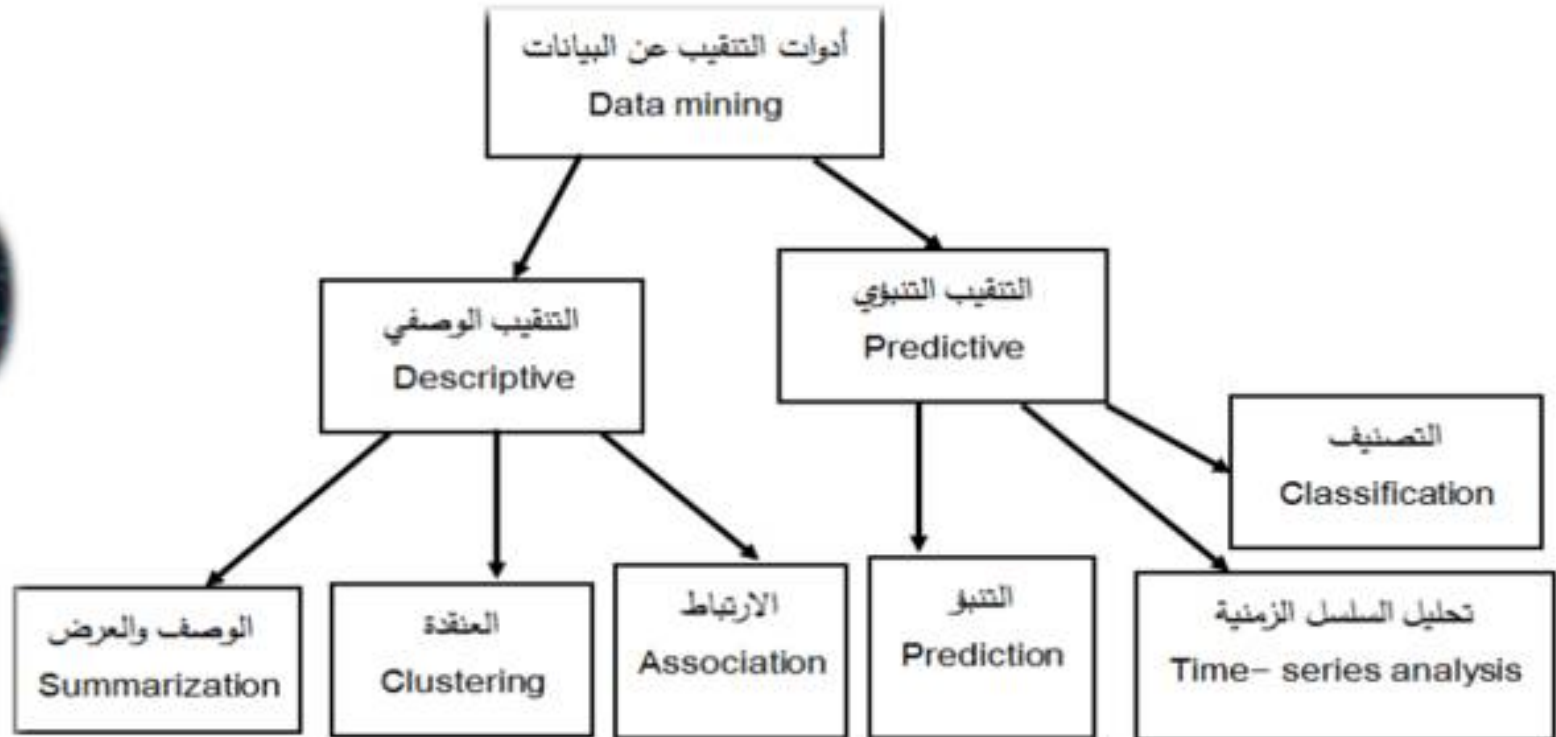 أدوات التنقيب عن البيانات
Data mining
التنقيب التنبؤي
Predictive
التنقيب الوصفي
Descriptive
التصنيف
Classification
تحليل السلسل الزمنية
Time– series analysis
التنبؤ
Prediction
الارتباط
Association
العنقدة
Clustering
الوصف والعرض
Summarization